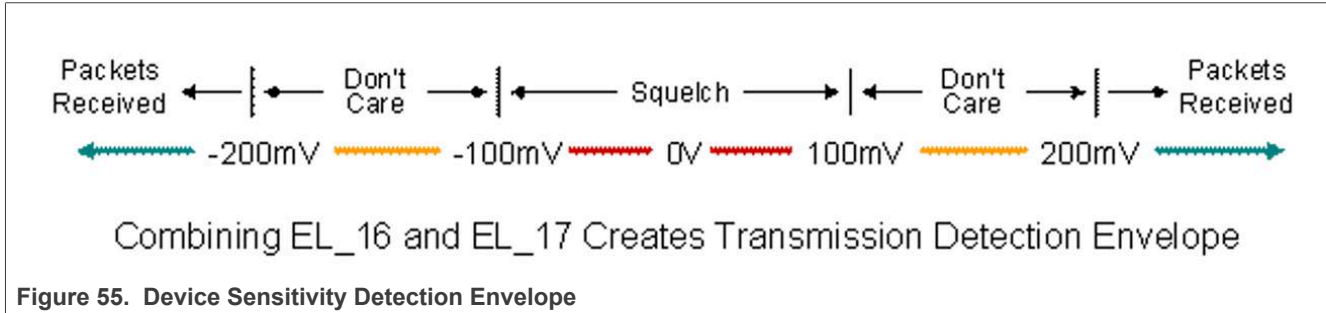 Packets Received
Don't Care
Squelch
Don't Care
Packets Received
-200mV -100mV 0V 100mV 200mV
Combining EL_16 and EL_17 Creates Transmission Detection Envelope
Figure 55. Device Sensitivity Detection Envelope